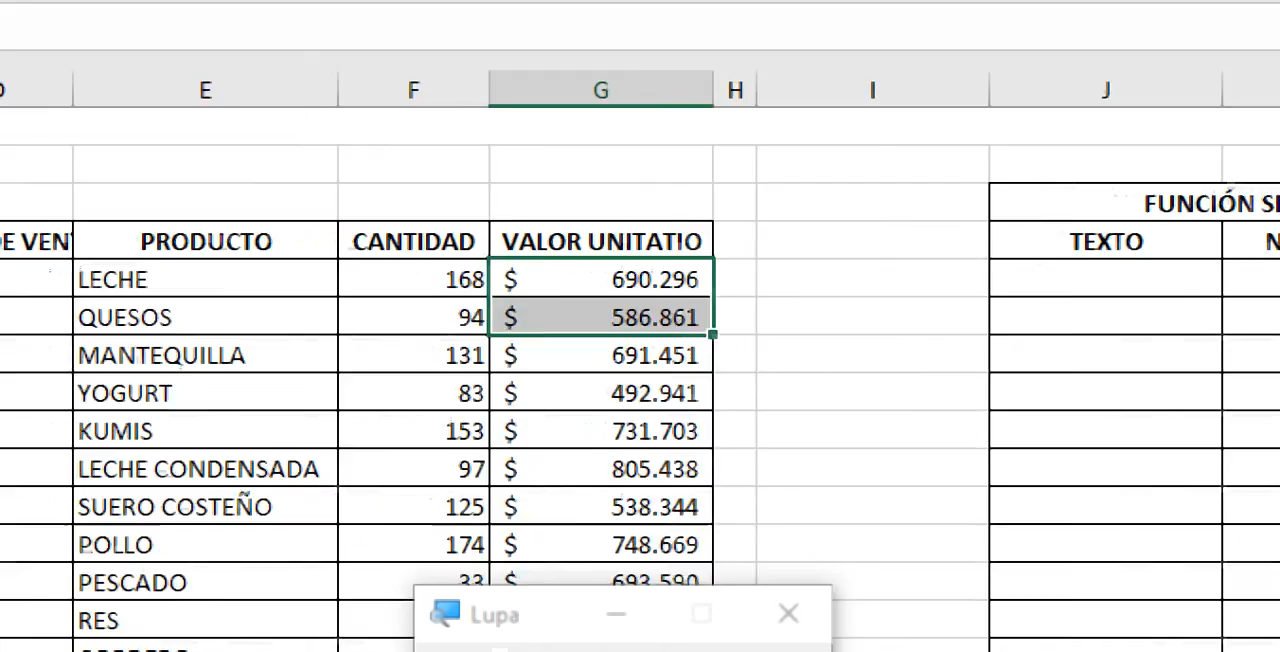 E F G H I J
FUNCIÓN
DE VEN PRODUCTO CANTIDAD VALOR UNITATIO TEXTO
LECHE 168 $ 690.296
QUESOS 94 $ 586.861
MANTEQUILLA 131 $ 691.451
YOGURT 83 $ 492.941
KUMIS 153 $ 731.703
LECHE CONDENSADA 97 $ 805.438
SUERO COSTEÑO 125 $ 538.344
POLLO 174 $ 748.669
PESCADO 33 $ 693.590
RES
Lupa